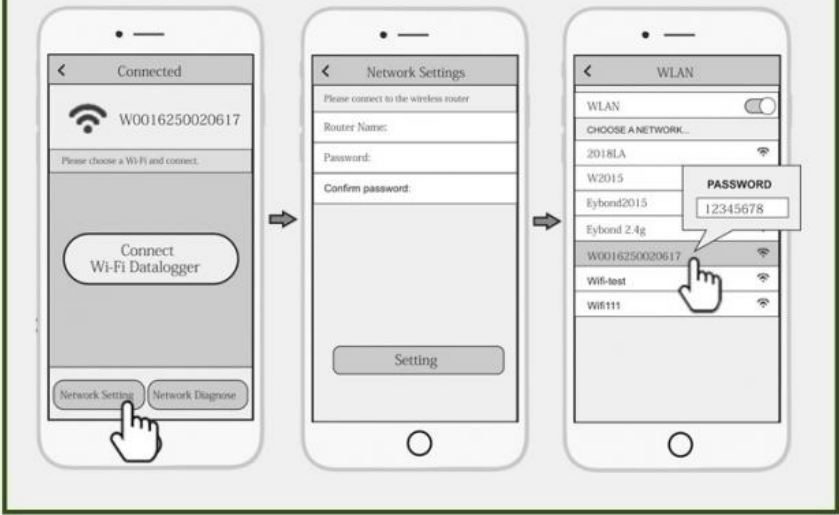 Connected
W0016250020617
Please choose a Wi-Fi and connect.
Connect
Wi-Fi Datalogger
Network Setting
Network Diagnose
Network Settings
Please connect to the wireless router
Router Name:
Password:
Confirm password:
Setting
WLAN
WLAN
CHOOSE A NETWORK...
2018LA
W2015
Eybond2015
Eybond 2.4g
W0016250020617
Wifi-test
Wifi111
PASSWORD
12345678